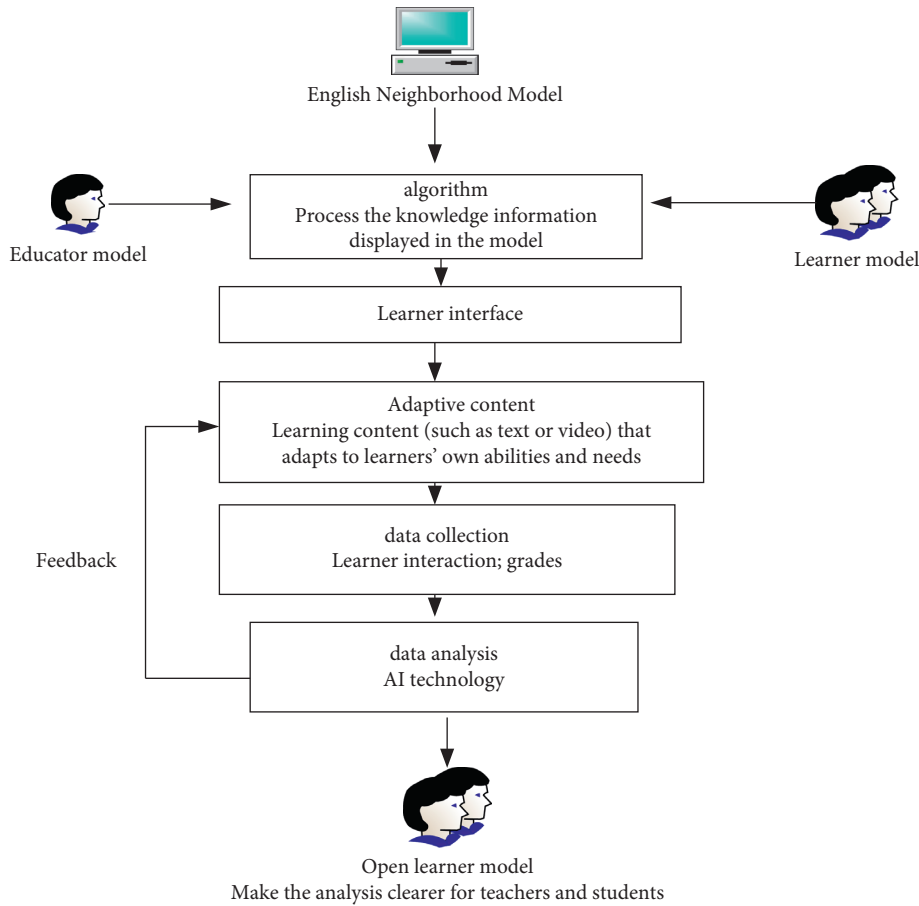 English Neighborhood Model
algorithm
Process the knowledge information
displayed in the model
Educator model
Learner model
Learner interface
Adaptive content
Learning content (such as text or video) that
adapts to learners’ own abilities and needs
data collection
Learner interaction; grades
Feedback
data analysis
AI technology
Open learner model
Make the analysis clearer for teachers and students